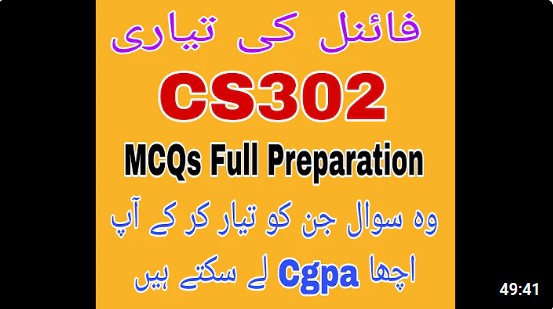 فائنل کی تیاری
CS302
MCQs Full Preparation
وہ سوال جن کو تیار کر کے آپ
اچھا Cgpa لے سکتے ہیں
49:41